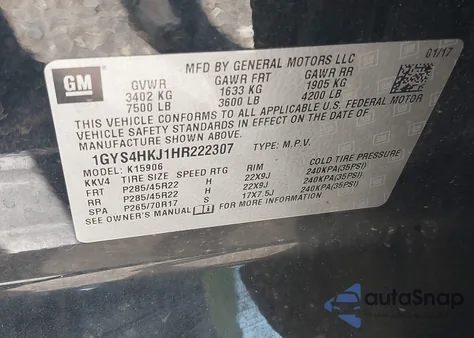 MFD BY GENERAL MOTORS LLC 01/17
GM GVWR GAWR FRT GAWR RR
3402 KG 1633 KG 1905 KG
7500 LB 3600 LB 4200 LB
THIS VEHICLE CONFORMS TO ALL APPLICABLE U.S. FEDERAL MOTOR
VEHICLE SAFETY STANDARDS IN EFFECT ON THE DATE OF
MANUFACTURE SHOWN ABOVE.
1GYS4HKJ1HR222307 TYPE: M.P.V.
MODEL: K15906
KKV4 TIRE SIZE SPEED RTG RIM COLD TIRE PRESSURE
FRT P285/45R22 H 22X9J 240KPA(35PSI)
RR P285/45R22 H 22X9J 240KPA(35PSI)
SPA P265/70R17 S 17X7.5J 240KPA(35PSI)
SEE OWNER'S MANUAL FOR MORE INFORMATION.
autoSnap